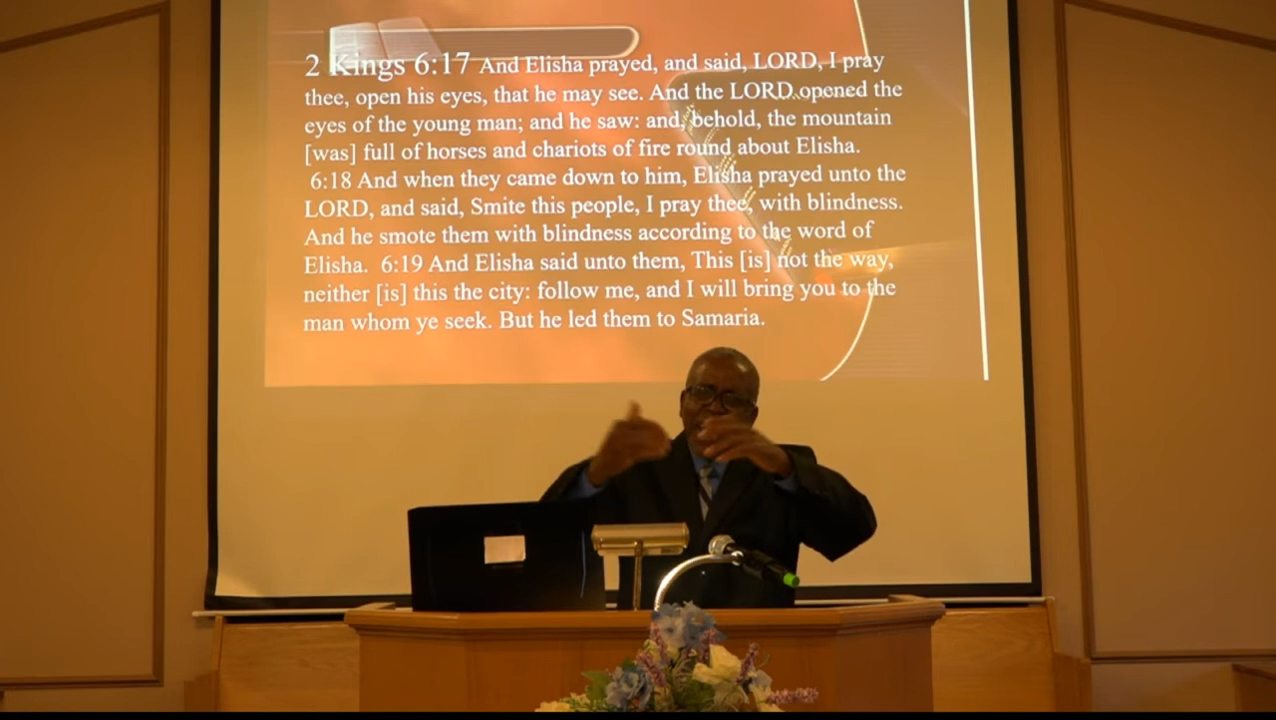 2 Kings 6:17 And Elisha prayed, and said, LORD, I pray
thee, open his eyes, that he may see. And the LORD opened the
eyes of the young man; and he saw: and, behold, the mountain
[was] full of horses and chariots of fire round about Elisha.
6:18 And when they came down to him, Elisha prayed unto the
LORD, and said, Smite this people, I pray thee, with blindness.
And he smote them with blindness according to the word of
Elisha. 6:19 And Elisha said unto them, This [is] not the way,
neither [is] this the city: follow me, and I will bring you to the
man whom ye seek. But he led them to Samaria.